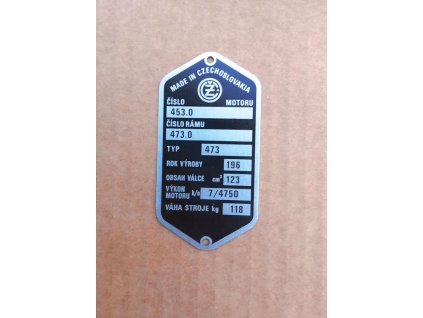 MADE IN CZECHOSLOVAKIA
ČZ
ČÍSLO MOTORU
453.0
ČÍSLO RÁMU
473.0
TYP 473
ROK VÝROBY 196
OBSAH VÁLCE cm³ 123
VÝKON MOTORU k/n 7/4750
VÁHA STROJE kg 118